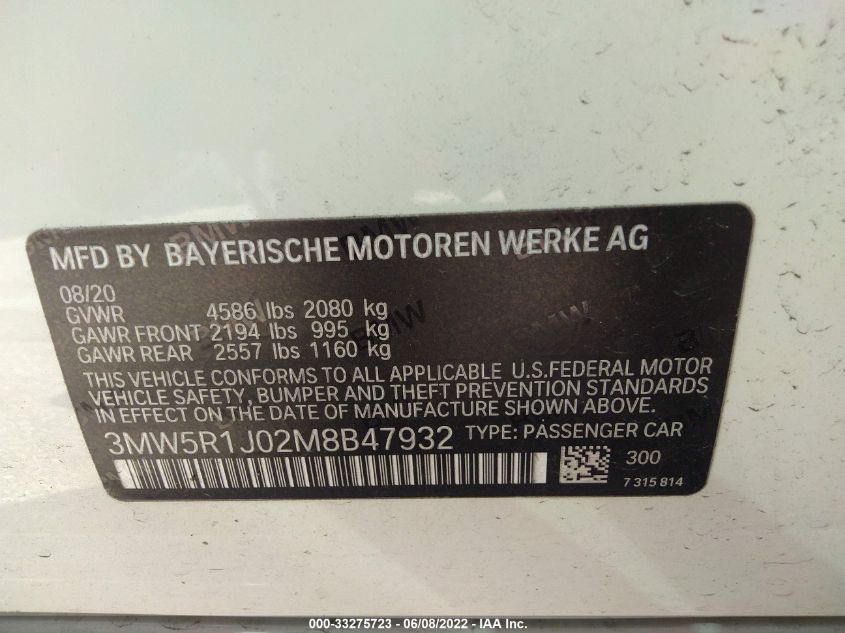 MFD BY BAYERISCHE MOTOREN WERKE AG
08/20
GVWR 4586 lbs 2080 kg
GAWR FRONT 2194 lbs 995 kg
GAWR REAR 2557 lbs 1160 kg
THIS VEHICLE CONFORMS TO ALL APPLICABLE U.S.FEDERAL MOTOR
VEHICLE SAFETY, BUMPER AND THEFT PREVENTION STANDARDS
IN EFFECT ON THE DATE OF MANUFACTURE SHOWN ABOVE.
3MW5R1J02M8B47932 TYPE: PASSENGER CAR
300
7 315 814
000-33275723 - 06/08/2022 - IAA Inc.